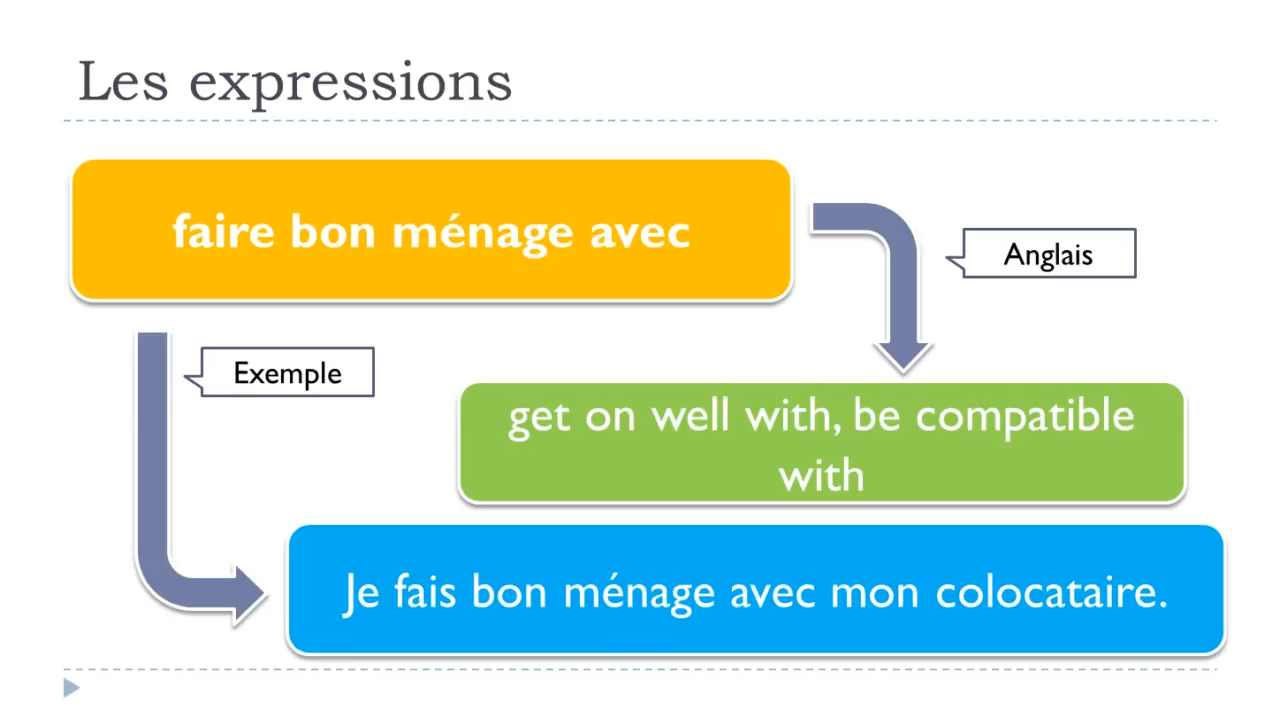 Les expressions
faire bon ménage avec
Anglais
Exemple
get on well with, be compatible
with
Je fais bon ménage avec mon colocataire.